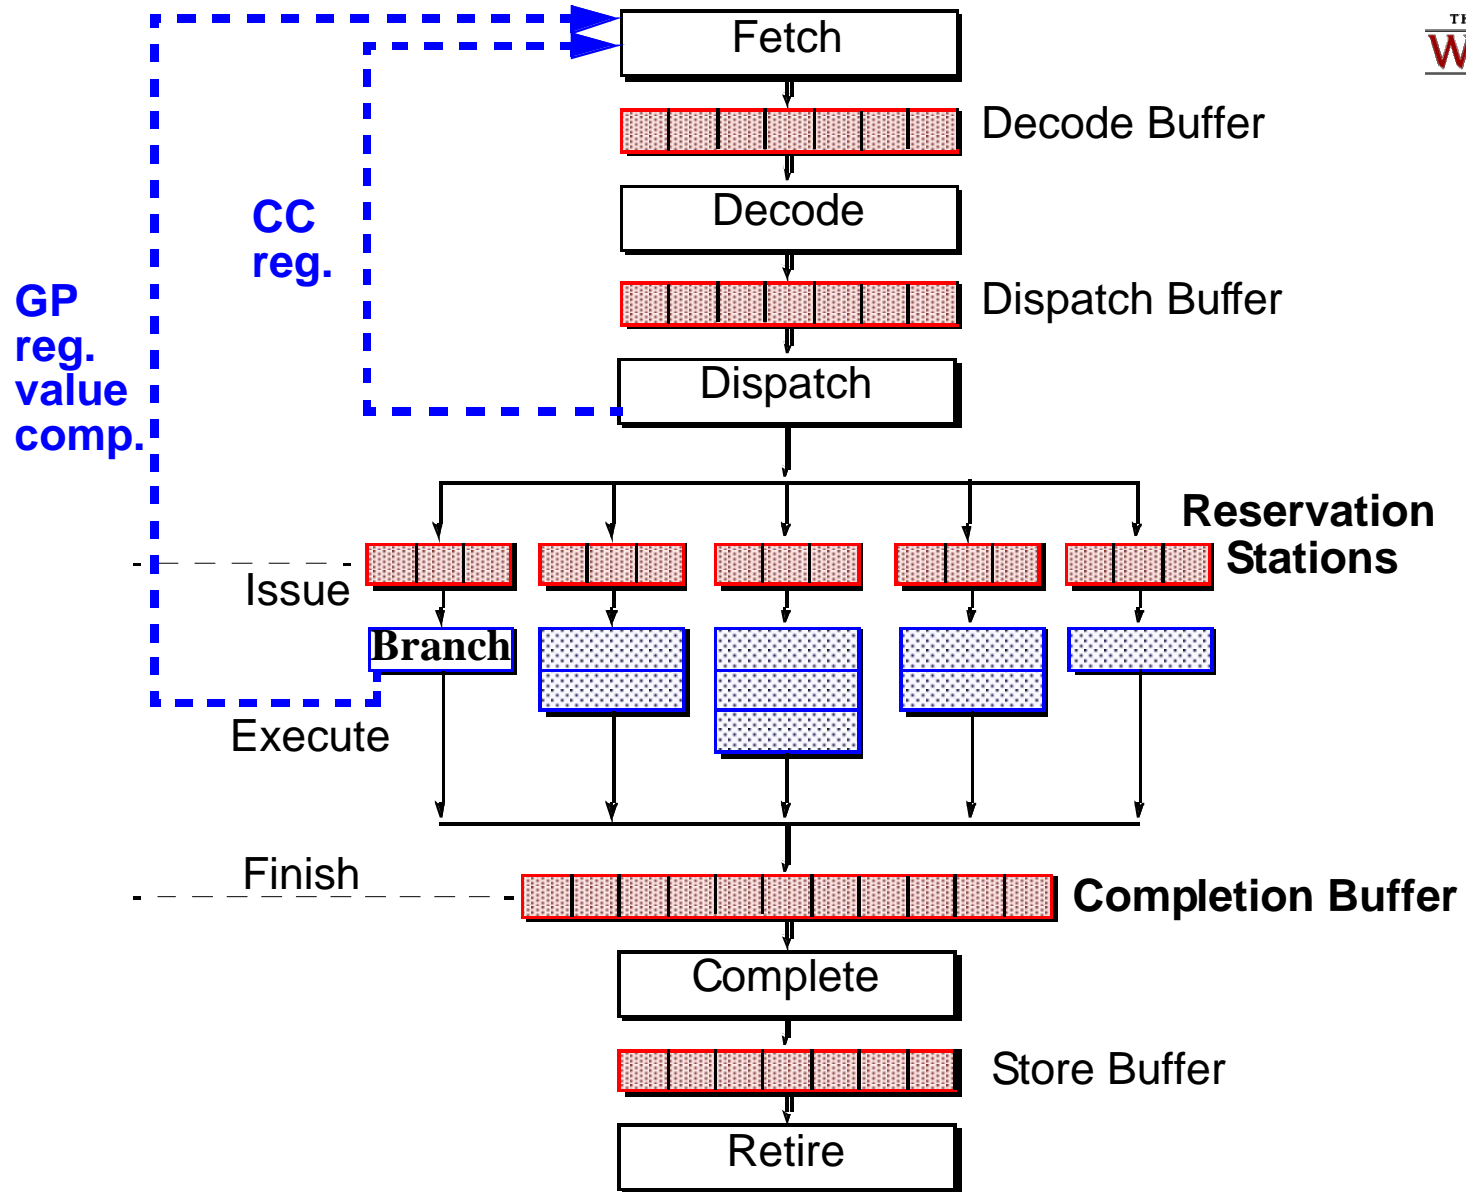 TH
W
Fetch
Decode Buffer
Decode
CC
reg.
Dispatch Buffer
GP
reg.
value
comp.
Dispatch
Reservation
Stations
Issue
Branch
Execute
Finish
Completion Buffer
Complete
Store Buffer
Retire